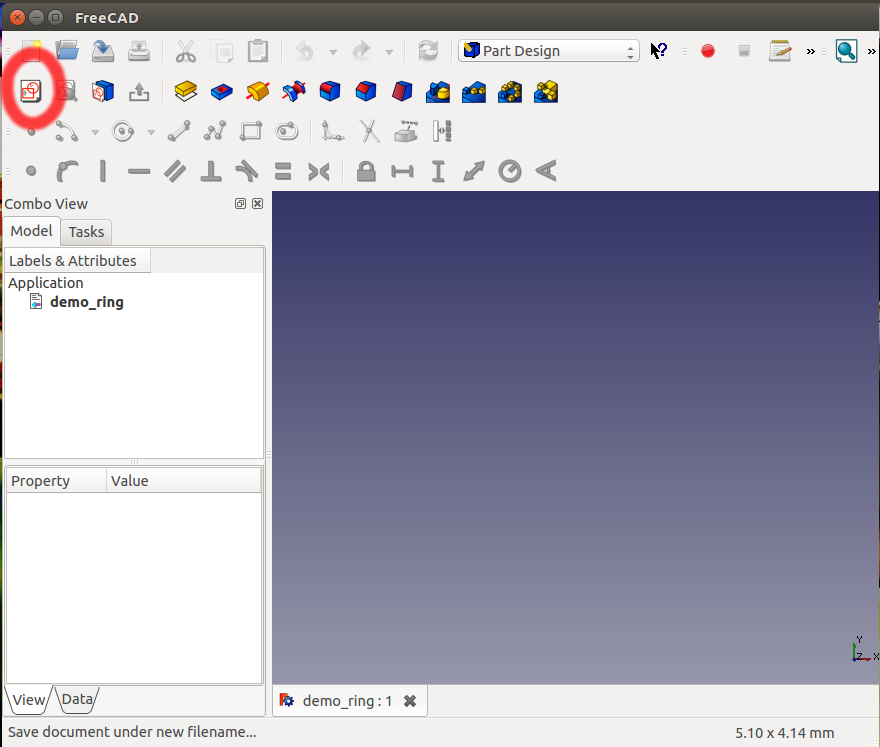 FreeCAD
Part Design
Combo View
Model
Tasks
Labels & Attributes
Application
demo_ring
Property
Value
View
Data
demo_ring : 1
Y
Z
X
Save document under new filename...
5.10 x 4.14 mm